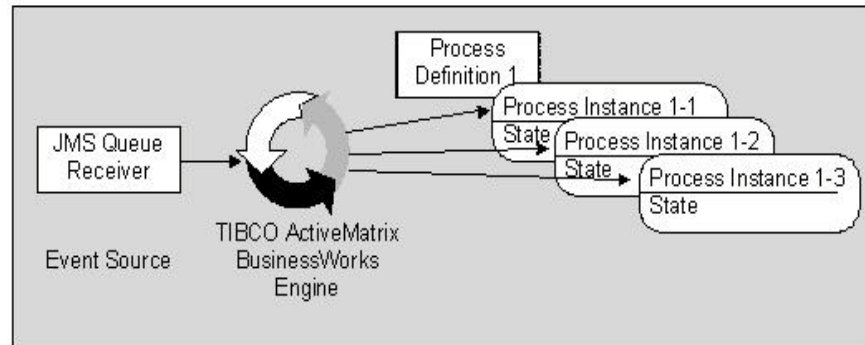 Process
Definition 1
Process Instance 1-1
State
Process Instance 1-2
State
Process Instance 1-3
State
JMS Queue
Receiver
Event Source
TIBCO ActiveMatrix
BusinessWorks
Engine